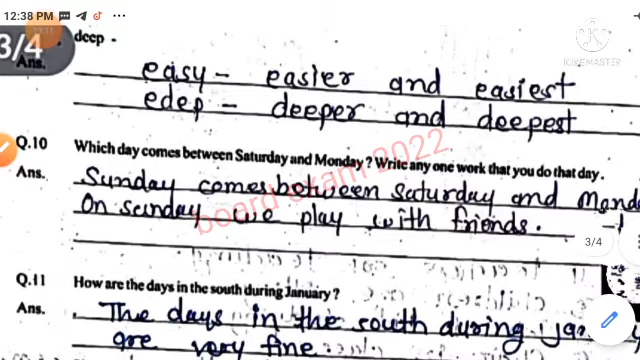 12:38 PM
3/4
deep -
Ans.
easy - easier and easiest
edep - deeper and deepest
Q.10 Which day comes between Saturday and Monday ? Write any one work that you do that day.
Ans. Sunday comes between Saturday and Mond
On sunday we play with friends.
3/4
Q.11 How are the days in the south during January ?
Ans. The days in the south during ja
are very fine
board exam 2022
KINEMASTER